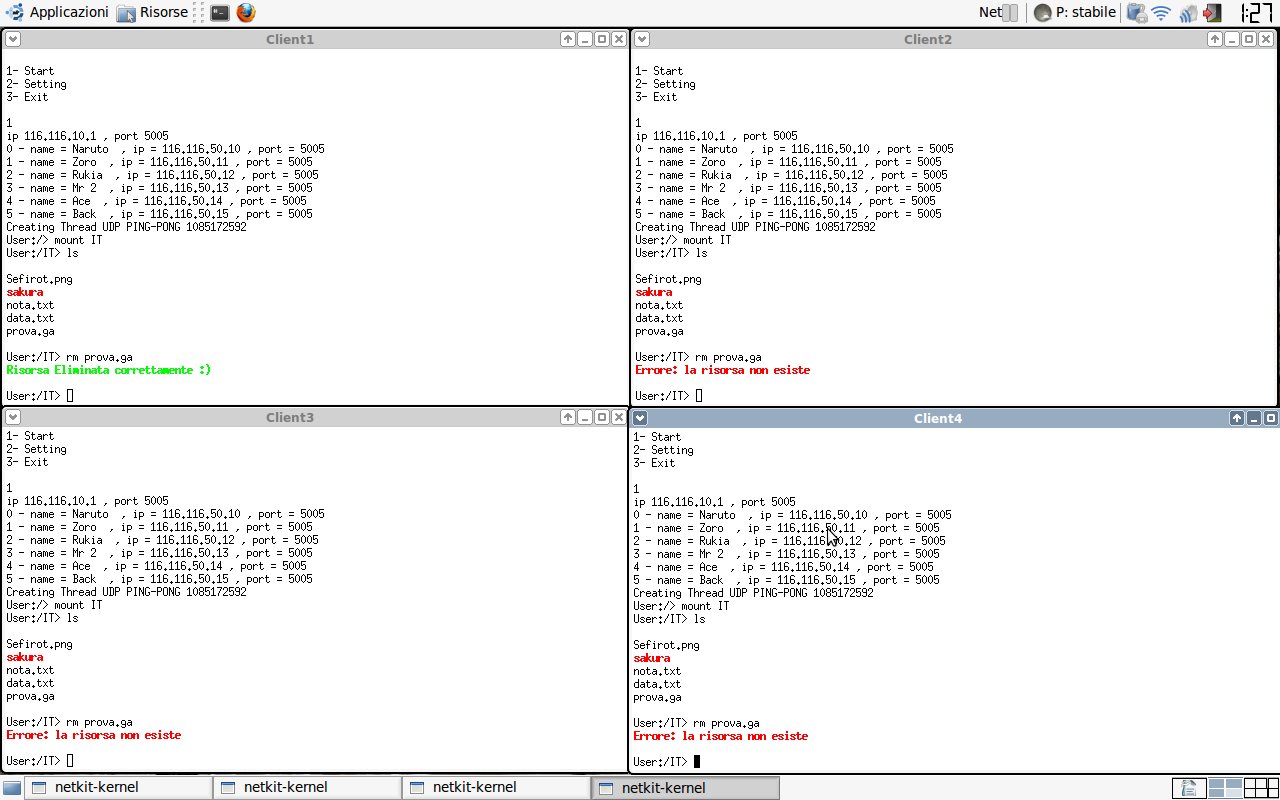 Applicazioni Risorse Net P: stabile 1:27
Client1
1- Start
2- Setting
3- Exit
1
ip 116.116.10.1 , port 5005
0 - name = Naruto , ip = 116.116.50.10 , port = 5005
1 - name = Zoro , ip = 116.116.50.11 , port = 5005
2 - name = Rukia , ip = 116.116.50.12 , port = 5005
3 - name = Mr 2 , ip = 116.116.50.13 , port = 5005
4 - name = Ace , ip = 116.116.50.14 , port = 5005
5 - name = Back , ip = 116.116.50.15 , port = 5005
Creating Thread UDP PING-PONG 1085172592
User:/> mount IT
User:/IT> ls
Sefirot.png
sakura
nota.txt
data.txt
prova.ga
User:/IT> rm prova.ga
Risorsa Eliminata correttamente :)
User:/IT>
Client2
1- Start
2- Setting
3- Exit
1
ip 116.116.10.1 , port 5005
0 - name = Naruto , ip = 116.116.50.10 , port = 5005
1 - name = Zoro , ip = 116.116.50.11 , port = 5005
2 - name = Rukia , ip = 116.116.50.12 , port = 5005
3 - name = Mr 2 , ip = 116.116.50.13 , port = 5005
4 - name = Ace , ip = 116.116.50.14 , port = 5005
5 - name = Back , ip = 116.116.50.15 , port = 5005
Creating Thread UDP PING-PONG 1085172592
User:/> mount IT
User:/IT> ls
Sefirot.png
sakura
nota.txt
data.txt
prova.ga
User:/IT> rm prova.ga
Errore: la risorsa non esiste
User:/IT>
Client3
1- Start
2- Setting
3- Exit
1
ip 116.116.10.1 , port 5005
0 - name = Naruto , ip = 116.116.50.10 , port = 5005
1 - name = Zoro , ip = 116.116.50.11 , port = 5005
2 - name = Rukia , ip = 116.116.50.12 , port = 5005
3 - name = Mr 2 , ip = 116.116.50.13 , port = 5005
4 - name = Ace , ip = 116.116.50.14 , port = 5005
5 - name = Back , ip = 116.116.50.15 , port = 5005
Creating Thread UDP PING-PONG 1085172592
User:/> mount IT
User:/IT> ls
Sefirot.png
sakura
nota.txt
data.txt
prova.ga
User:/IT> rm prova.ga
Errore: la risorsa non esiste
User:/IT>
Client4
1- Start
2- Setting
3- Exit
1
ip 116.116.10.1 , port 5005
0 - name = Naruto , ip = 116.116.50.10 , port = 5005
1 - name = Zoro , ip = 116.116.50.11 , port = 5005
2 - name = Rukia , ip = 116.116.50.12 , port = 5005
3 - name = Mr 2 , ip = 116.116.50.13 , port = 5005
4 - name = Ace , ip = 116.116.50.14 , port = 5005
5 - name = Back , ip = 116.116.50.15 , port = 5005
Creating Thread UDP PING-PONG 1085172592
User:/> mount IT
User:/IT> ls
Sefirot.png
sakura
nota.txt
data.txt
prova.ga
User:/IT> rm prova.ga
Errore: la risorsa non esiste
User:/IT>
netkit-kernel netkit-kernel netkit-kernel netkit-kernel